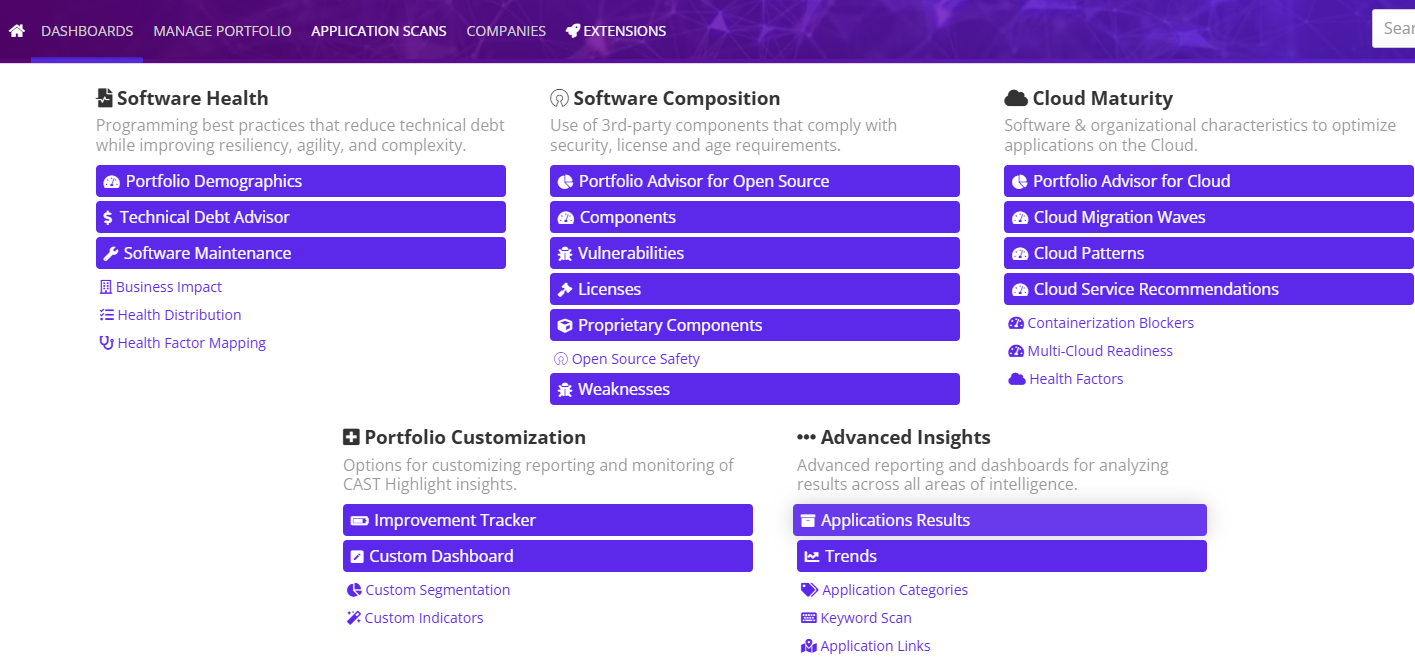 DASHBOARDS MANAGE PORTFOLIO APPLICATION SCANS COMPANIES EXTENSIONS
Software Health
Programming best practices that reduce technical debt
while improving resiliency, agility, and complexity.
Portfolio Demographics
Technical Debt Advisor
Software Maintenance
Business Impact
Health Distribution
Health Factor Mapping
Software Composition
Use of 3rd-party components that comply with
security, license and age requirements.
Portfolio Advisor for Open Source
Components
Vulnerabilities
Licenses
Proprietary Components
Open Source Safety
Weaknesses
Cloud Maturity
Software & organizational characteristics to optimize
applications on the Cloud.
Portfolio Advisor for Cloud
Cloud Migration Waves
Cloud Patterns
Cloud Service Recommendations
Containerization Blockers
Multi-Cloud Readiness
Health Factors
Portfolio Customization
Options for customizing reporting and monitoring of
CAST Highlight insights.
Improvement Tracker
Custom Dashboard
Custom Segmentation
Custom Indicators
Advanced Insights
Advanced reporting and dashboards for analyzing
results across all areas of intelligence.
Applications Results
Trends
Application Categories
Keyword Scan
Application Links